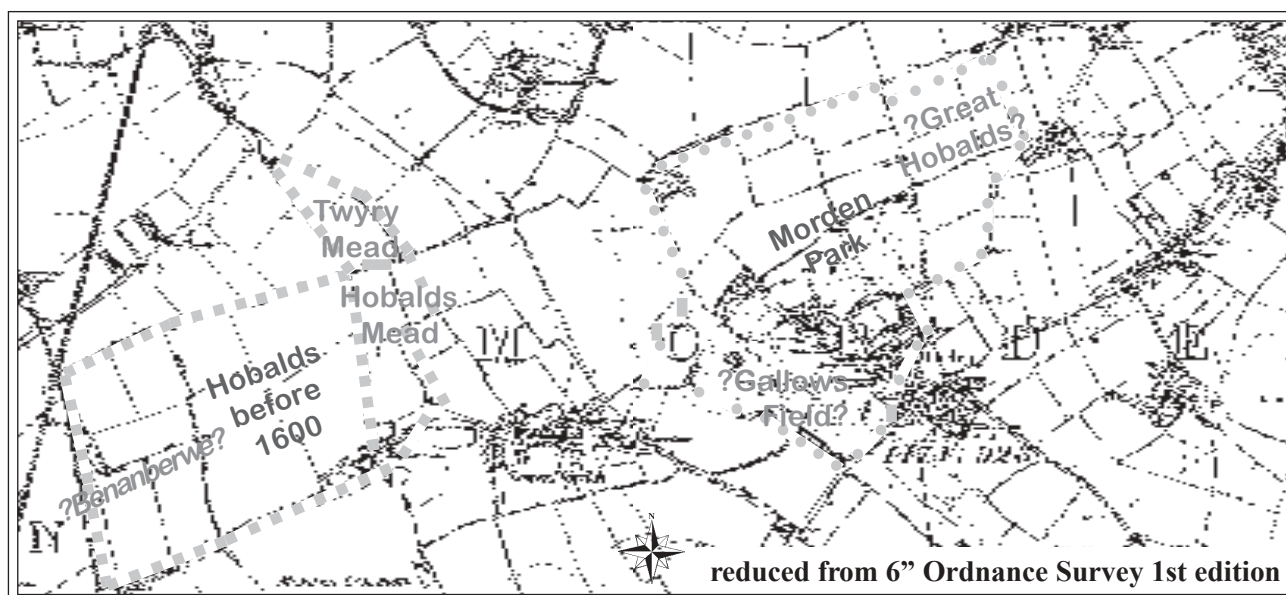 ?Great
Hobalds?
Morden
Park
Twyry
Mead
Hobalds
Mead
M
O
R
D
E
N
Hobalds
before
1600
?Benanberwe?
?Gallows
Field?
N
reduced from 6” Ordnance Survey 1st edition